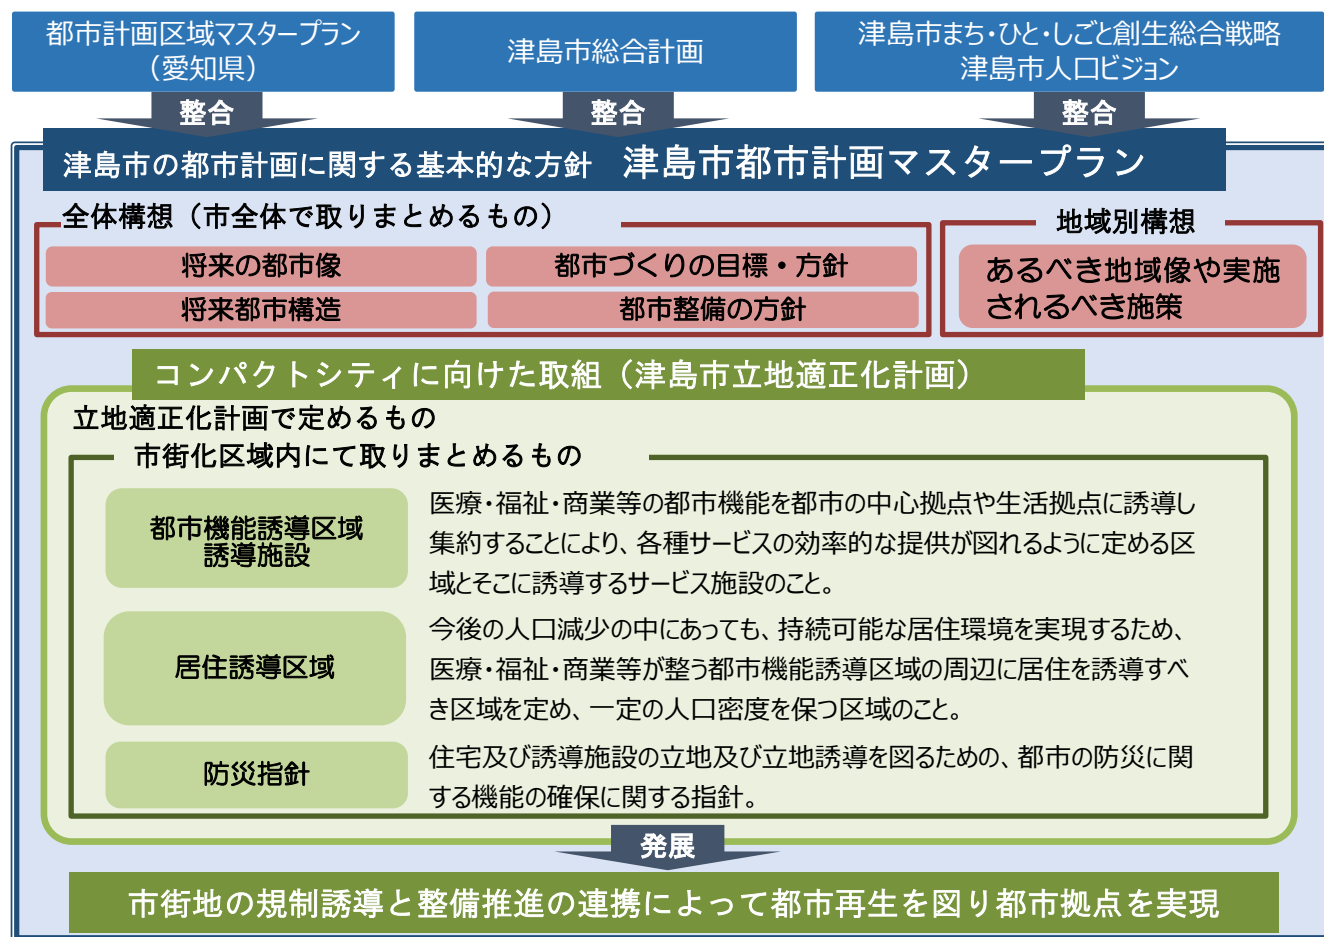 都市計画区域マスタープラン
（愛知県）
津島市総合計画
津島市まち・ひと・しごと創生総合戦略
津島市人口ビジョン
整合
整合
整合
津島市の都市計画に関する基本的な方針　津島市都市計画マスタープラン
全体構想（市全体で取りまとめるもの）
将来の都市像
都市づくりの目標・方針
将来都市構造
都市整備の方針
地域別構想
あるべき地域像や実施
されるべき施策
コンパクトシティに向けた取組（津島市立地適正化計画）
立地適正化計画で定めるもの
市街化区域内にて取りまとめるもの
都市機能誘導区域
誘導施設
医療・福祉・商業等の都市機能を都市の中心拠点や生活拠点に誘導し
集約することにより、各種サービスの効率的な提供が図れるように定める区
域とそこに誘導するサービス施設のこと。
居住誘導区域
今後の人口減少の中にあっても、持続可能な居住環境を実現するため、
医療・福祉・商業等が整う都市機能誘導区域の周辺に居住を誘導すべ
き区域を定め、一定の人口密度を保つ区域のこと。
防災指針
住宅及び誘導施設の立地及び立地誘導を図るための、都市の防災に関
する機能の確保に関する指針。
発展
市街地の規制誘導と整備推進の連携によって都市再生を図り都市拠点を実現